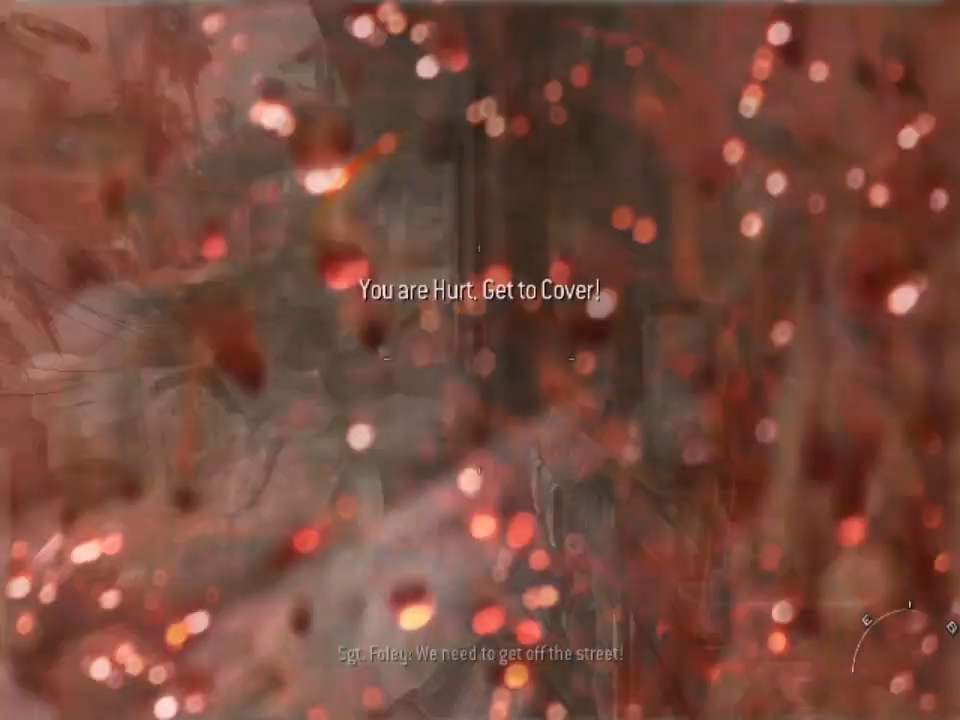 You are Hurt. Get to Cover!
Sgt. Foley: We need to get off the street!
E